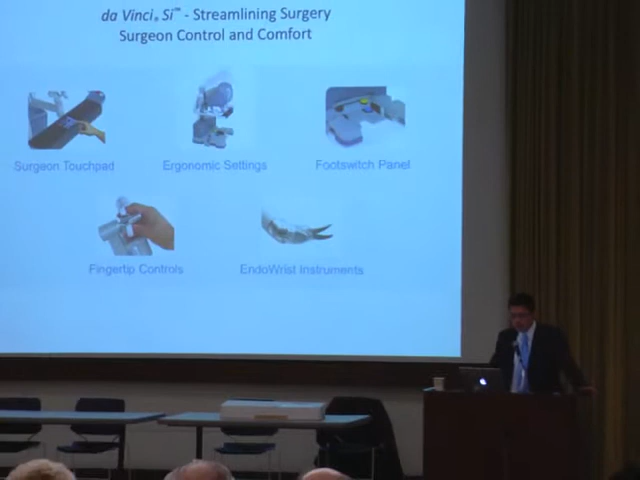 da Vinci® Si™ - Streamlining Surgery
Surgeon Control and Comfort
Surgeon Touchpad
Ergonomic Settings
Footswitch Panel
Fingertip Controls
EndoWrist Instruments